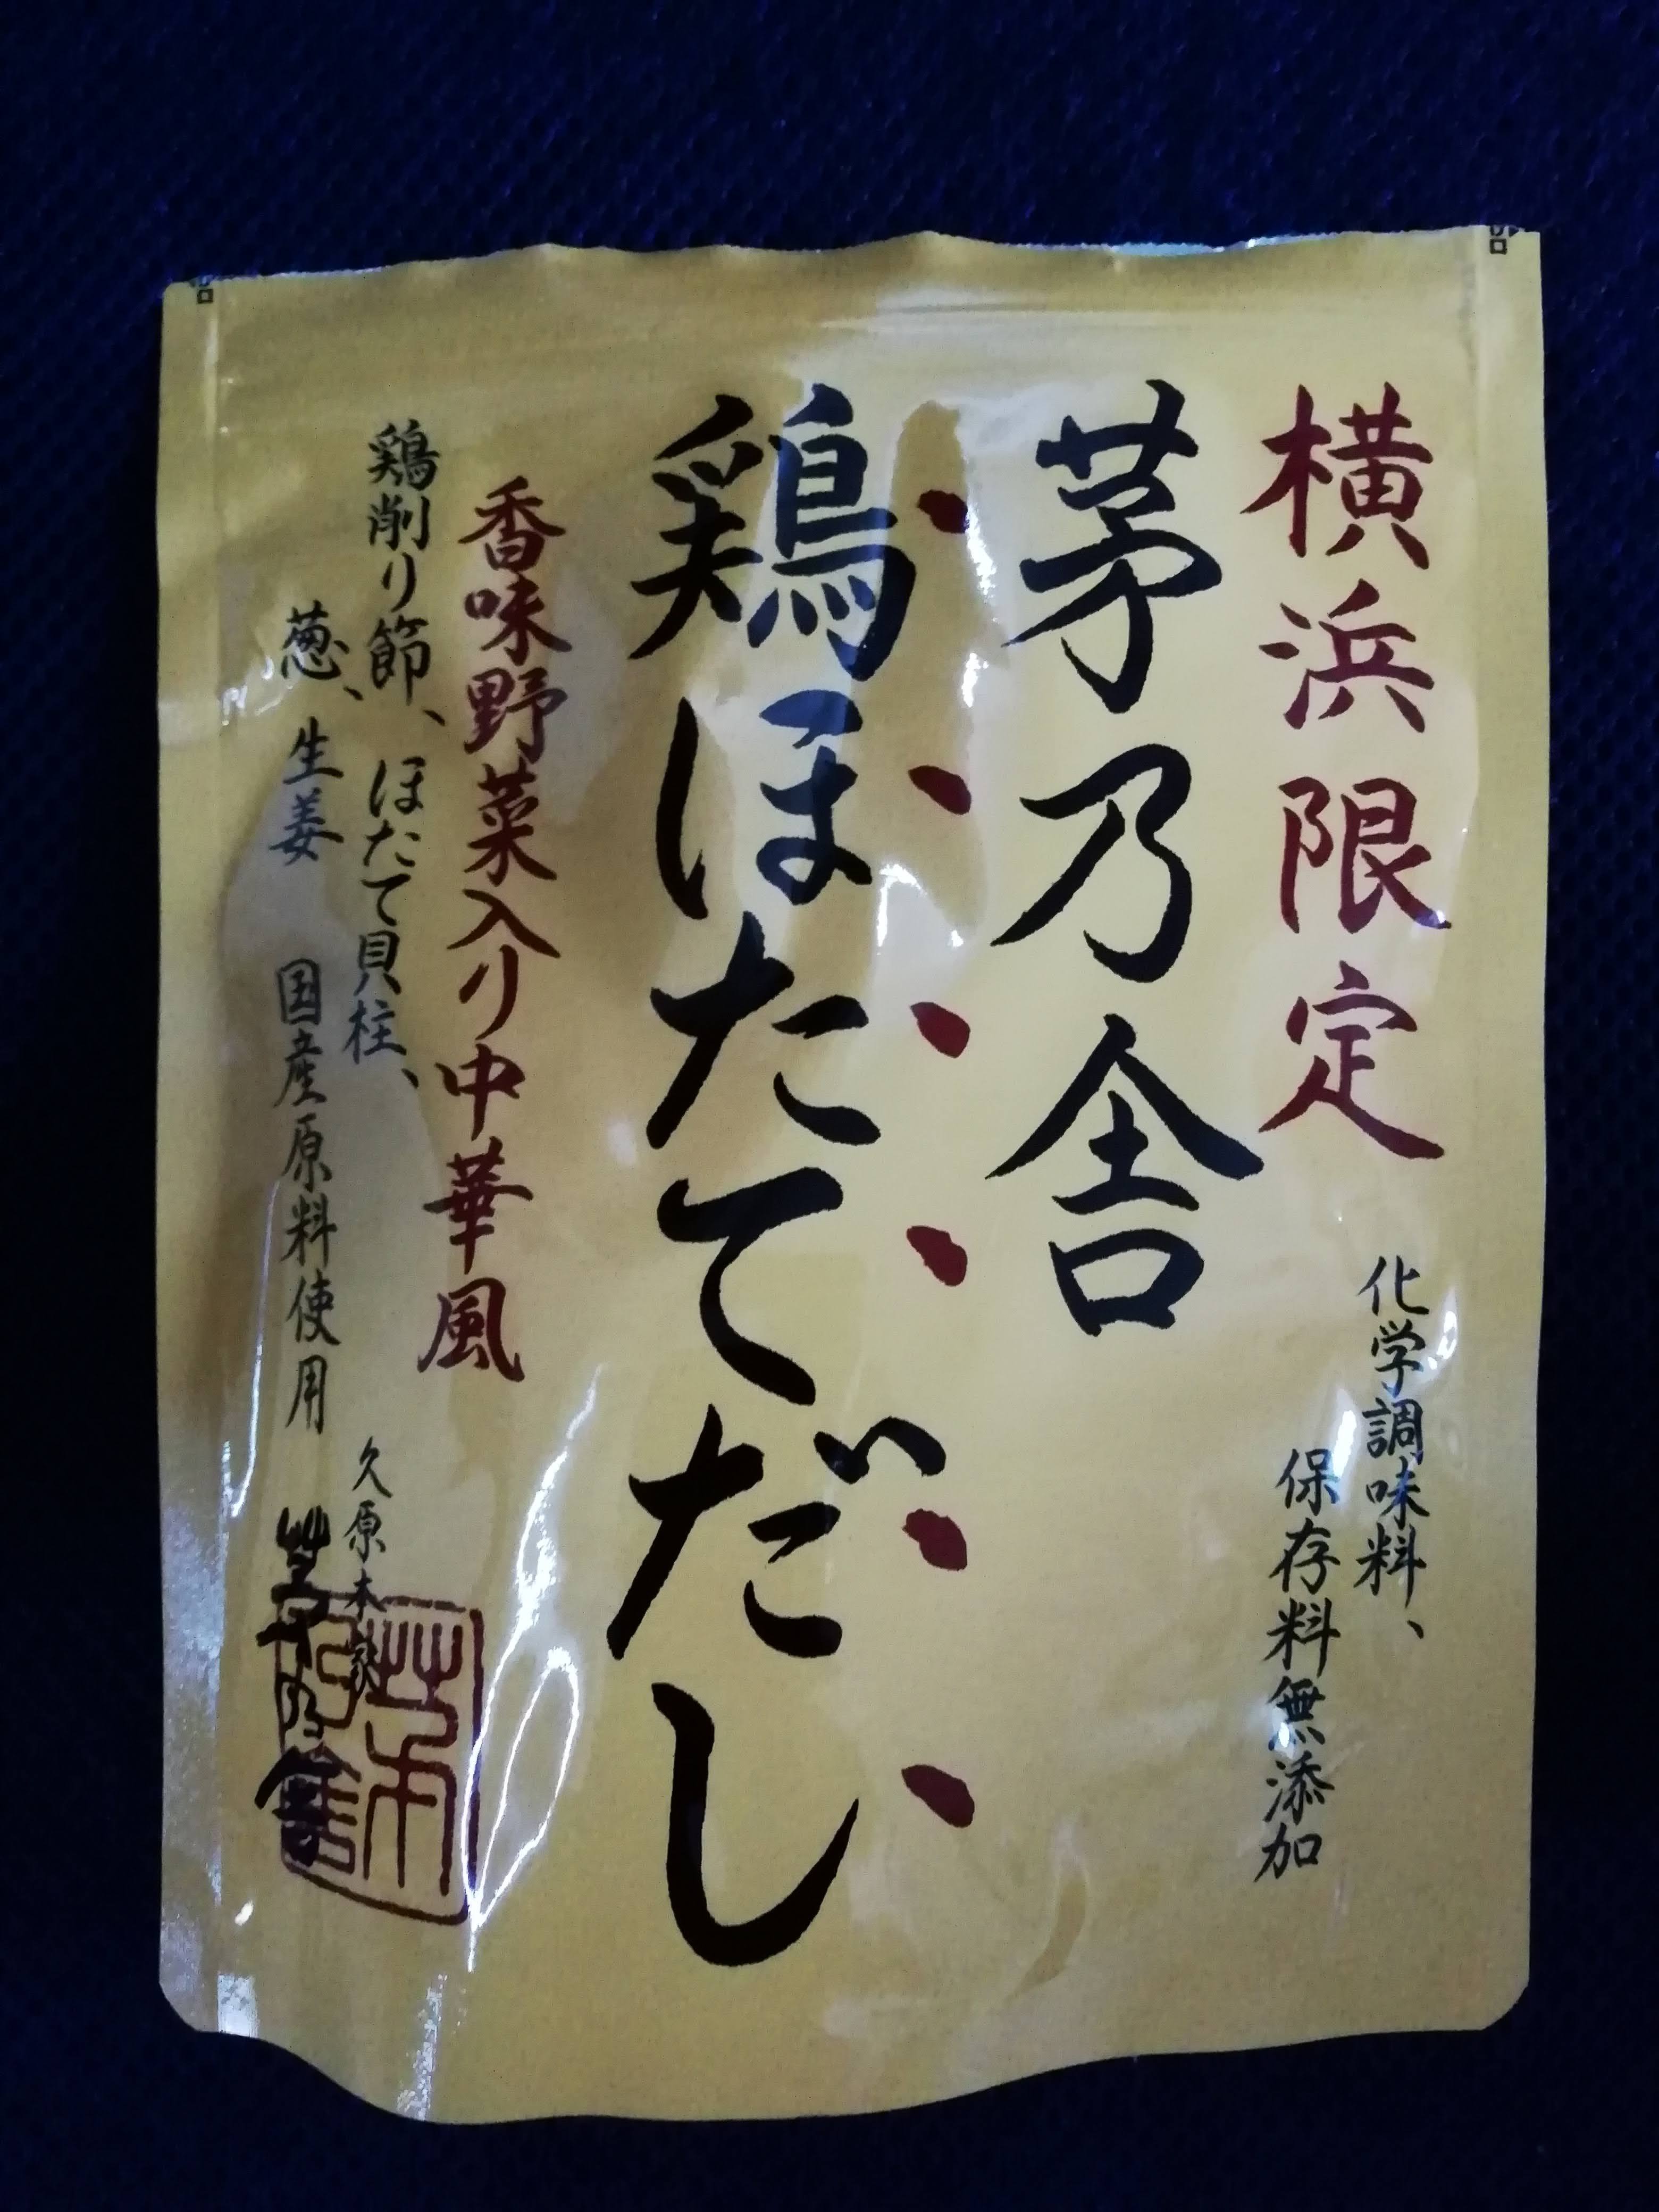 横浜限定
化学調味料、
保存料無添加
茅乃舎
鶏ほたてだし
香味野菜入り中華風
鶏削り節、ほたて貝柱、
葱、生姜 国産原料使用
久原本家
茅乃舎